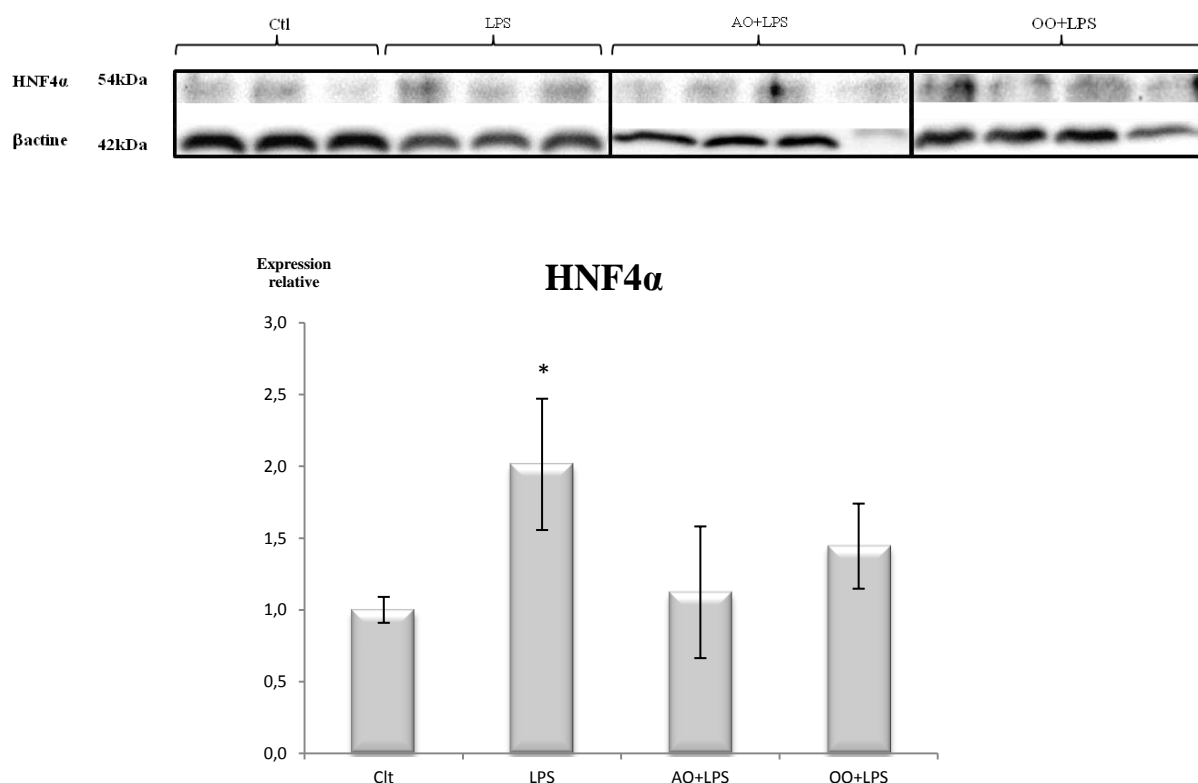 Ctl LPS AO+LPS OO+LPS
HNF4α 54kDa
βactine 42kDa
Expression
relative
HNF4α
3,0
*
2,5
2,0
1,5
1,0
0,5
0,0
Clt LPS AO+LPS OO+LPS